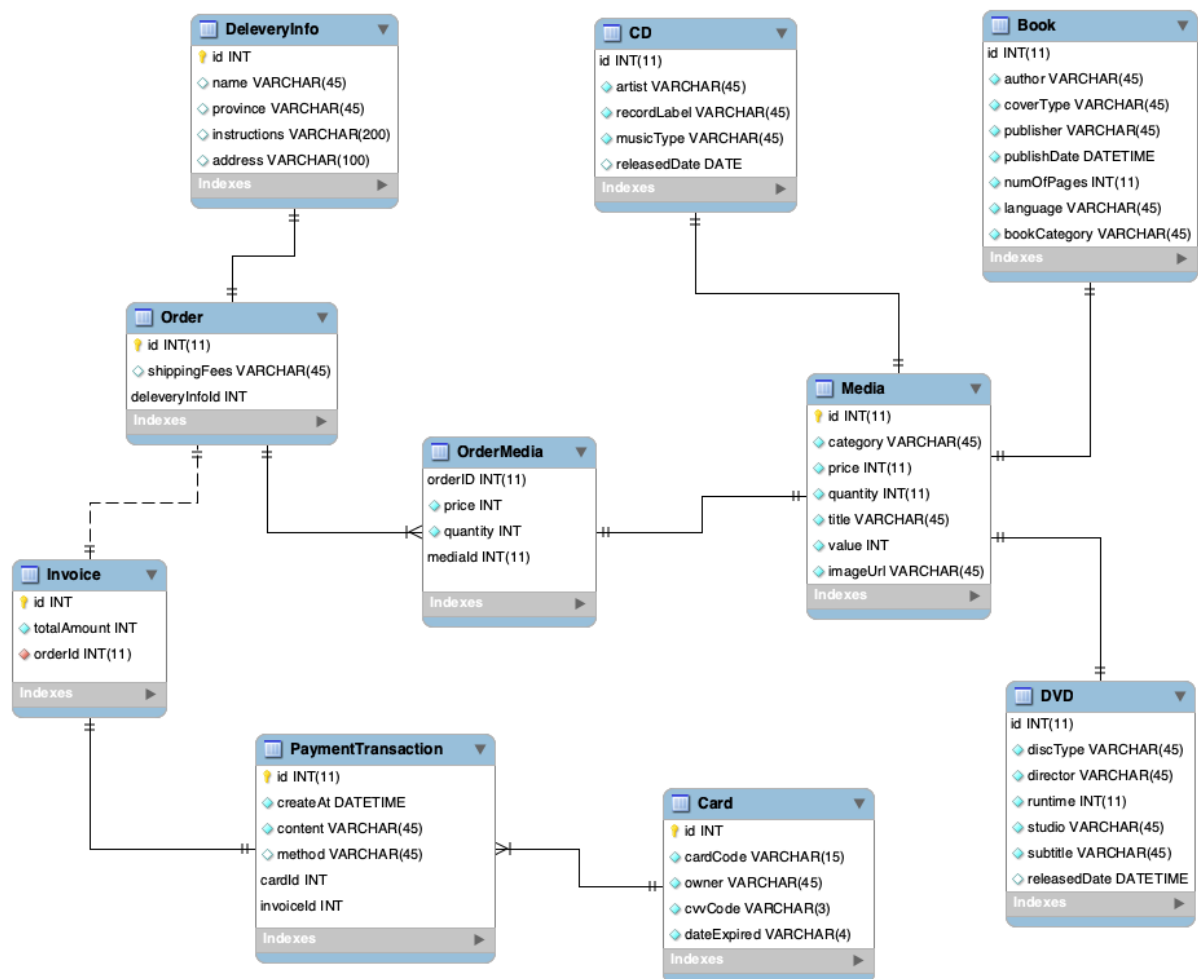 DeleveryInfo
id INT
name VARCHAR(45)
province VARCHAR(45)
instructions VARCHAR(200)
address VARCHAR(100)
Indexes
CD
id INT(11)
artist VARCHAR(45)
recordLabel VARCHAR(45)
musicType VARCHAR(45)
releasedDate DATE
Indexes
Book
id INT(11)
author VARCHAR(45)
coverType VARCHAR(45)
publisher VARCHAR(45)
publishDate DATETIME
numOfPages INT(11)
language VARCHAR(45)
bookCategory VARCHAR(45)
Indexes
Order
id INT(11)
shippingFees VARCHAR(45)
deleveryInfoId INT
Indexes
OrderMedia
orderID INT(11)
price INT
quantity INT
mediaId INT(11)
Indexes
Media
id INT(11)
category VARCHAR(45)
price INT(11)
quantity INT(11)
title VARCHAR(45)
value INT
imageUrl VARCHAR(45)
Indexes
Invoice
id INT
totalAmount INT
orderId INT(11)
Indexes
PaymentTransaction
id INT(11)
createAt DATETIME
content VARCHAR(45)
method VARCHAR(45)
cardId INT
invoiceId INT
Indexes
Card
id INT
cardCode VARCHAR(15)
owner VARCHAR(45)
cvvCode VARCHAR(3)
dateExpired VARCHAR(4)
Indexes
DVD
id INT(11)
discType VARCHAR(45)
director VARCHAR(45)
runtime INT(11)
studio VARCHAR(45)
subtitle VARCHAR(45)
releasedDate DATETIME
Indexes